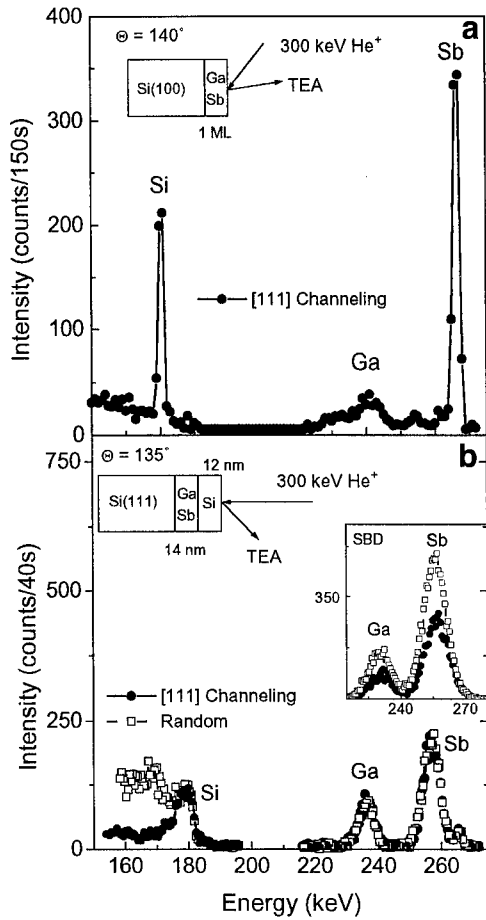 400
Θ = 140°
a
300 keV He⁺
Sb
Ga
Si(100)
Sb
TEA
1 ML
300
Si
200
[111] Channeling
Ga
100
0
Intensity (counts/150s)
750
Θ = 135°
12 nm
b
300 keV He⁺
Si(111)
Ga
Sb
Si
TEA
14 nm
500
SBD
Sb
350
Ga
240
270
[111] Channeling
Random
250
Si
Ga
Sb
0
Intensity (counts/40s)
160
180
200
220
240
260
Energy (keV)